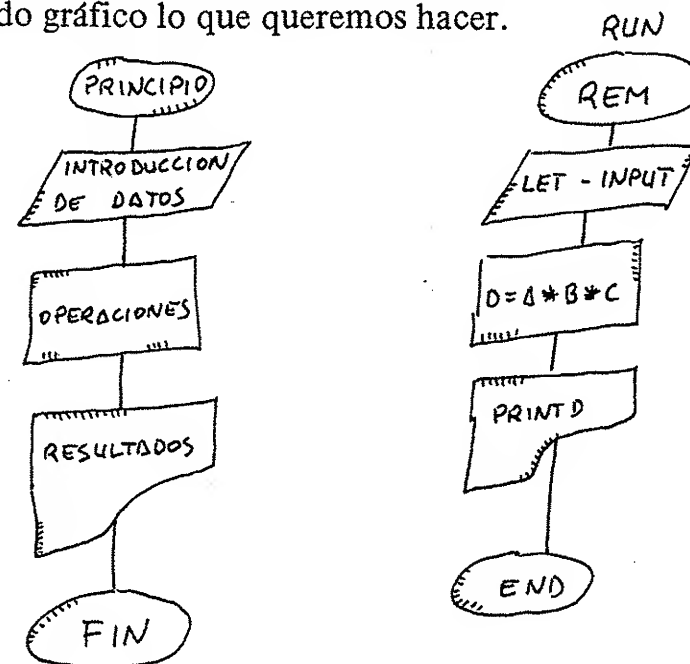 do gráfico lo que queremos hacer.
PRINCIPIO
INTRODUCCION
DE DATOS
OPERACIONES
RESULTADOS
FIN
RUN
REM
LET - INPUT
D=A*B*C
PRINT D
END